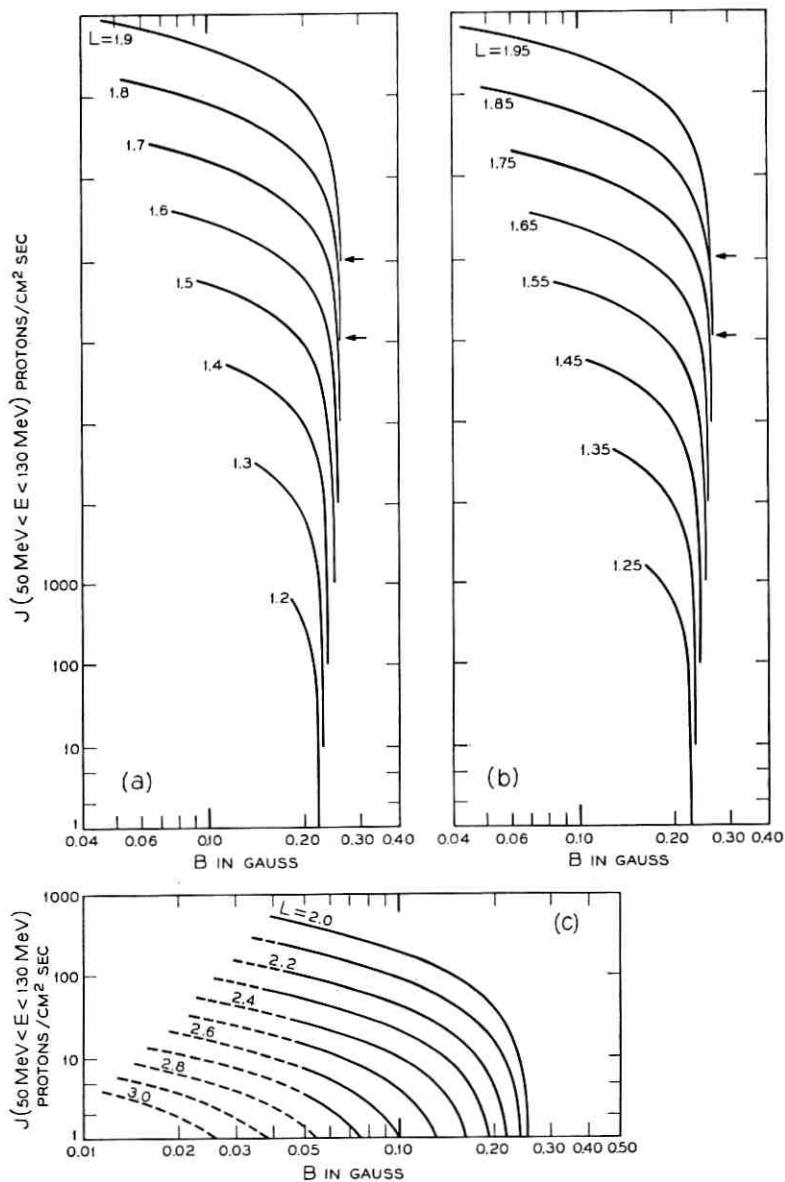 L=1.9
1.8
1.7
1.6
1.5
1.4
1.3
1.2
J (50 MeV < E < 130 MeV) PROTONS/CM² SEC
1000
100
10
1
(a)
0.04 0.06 0.10 0.20 0.30 0.40
B IN GAUSS
L=1.95
1.85
1.75
1.65
1.55
1.45
1.35
1.25
(b)
0.04 0.06 0.08 0.10 0.20 0.30 0.40
B IN GAUSS
J (50 MeV < E < 130 MeV)
PROTONS/CM² SEC
1000
100
10
1
L=2.0
2.2
2.4
2.6
2.8
3.0
(c)
0.01 0.02 0.03 0.05 0.10 0.20 0.30 0.40 0.50
B IN GAUSS